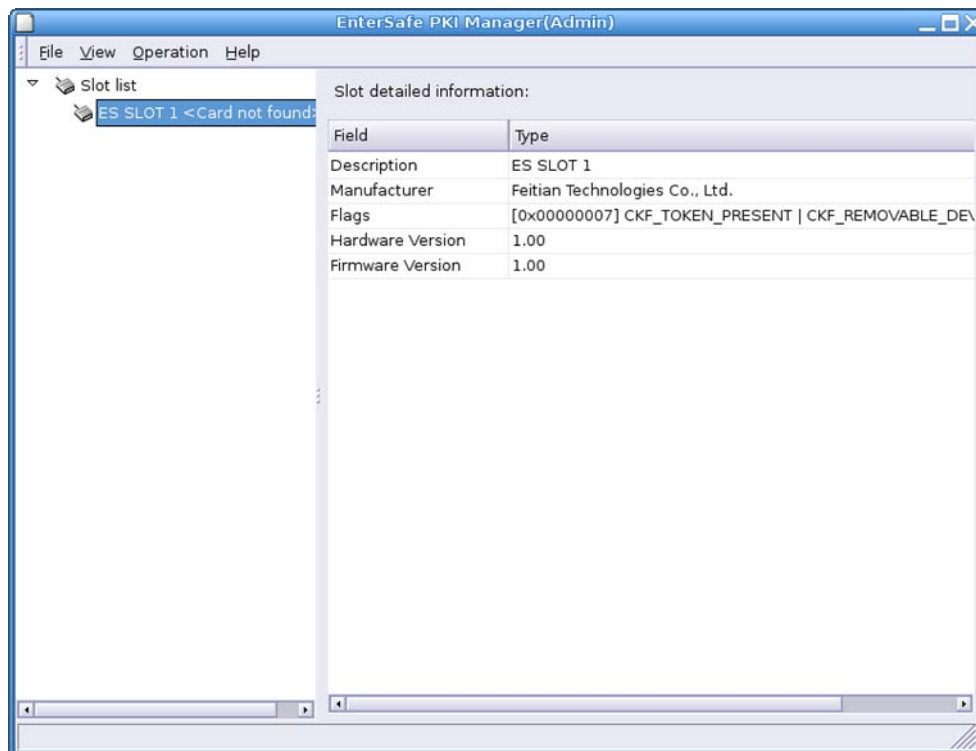 EnterSafe PKI Manager(Admin)
File View Operation Help
Slot list
ES SLOT 1 <Card not found>
Slot detailed information:
Field Type
Description ES SLOT 1
Manufacturer Feitian Technologies Co., Ltd.
Flags [0x00000007] CKF_TOKEN_PRESENT | CKF_REMOVABLE_DEV
Hardware Version 1.00
Firmware Version 1.00